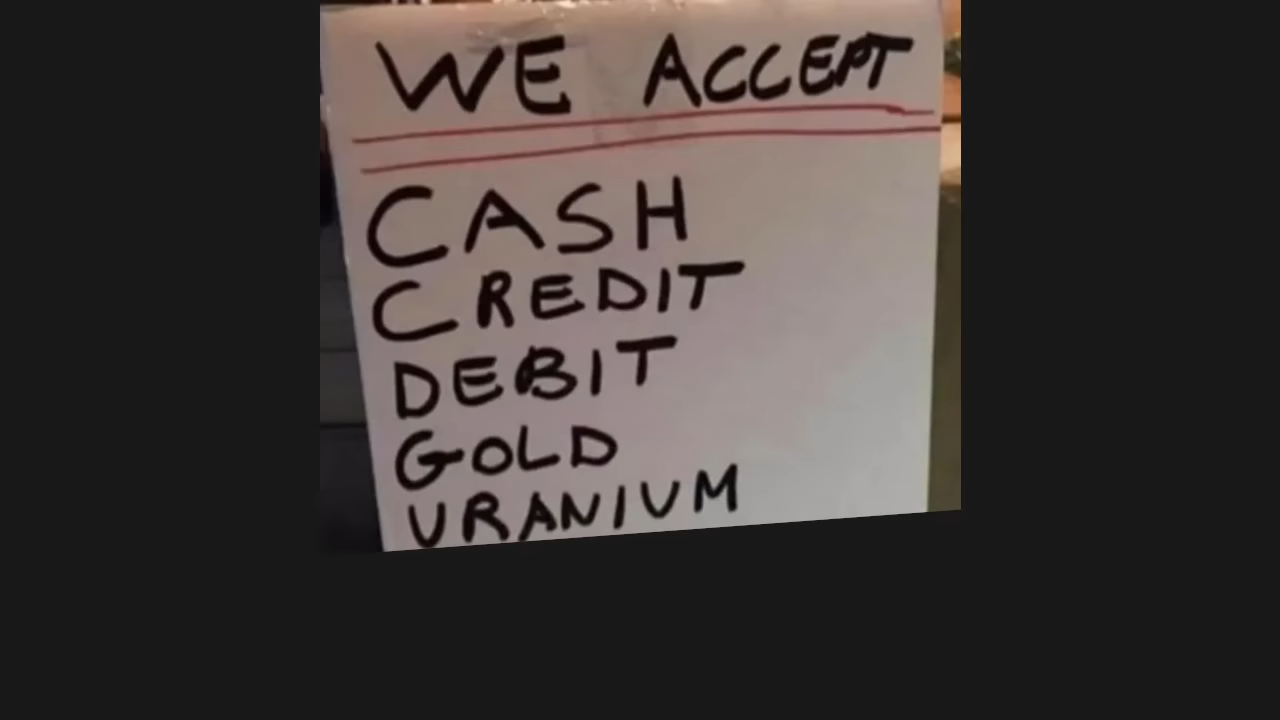 WE ACCEPT
CASH
CREDIT
DEBIT
GOLD
URANIUM